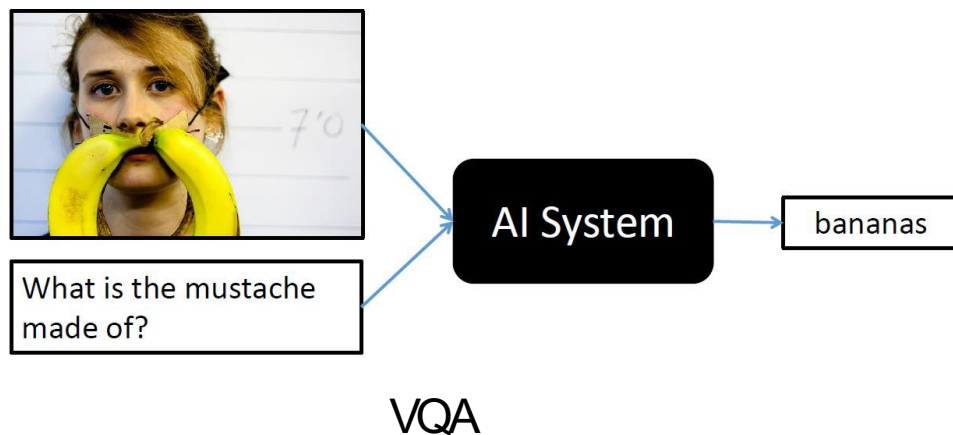 7'0
What is the mustache
made of?
AI System
bananas
VQA